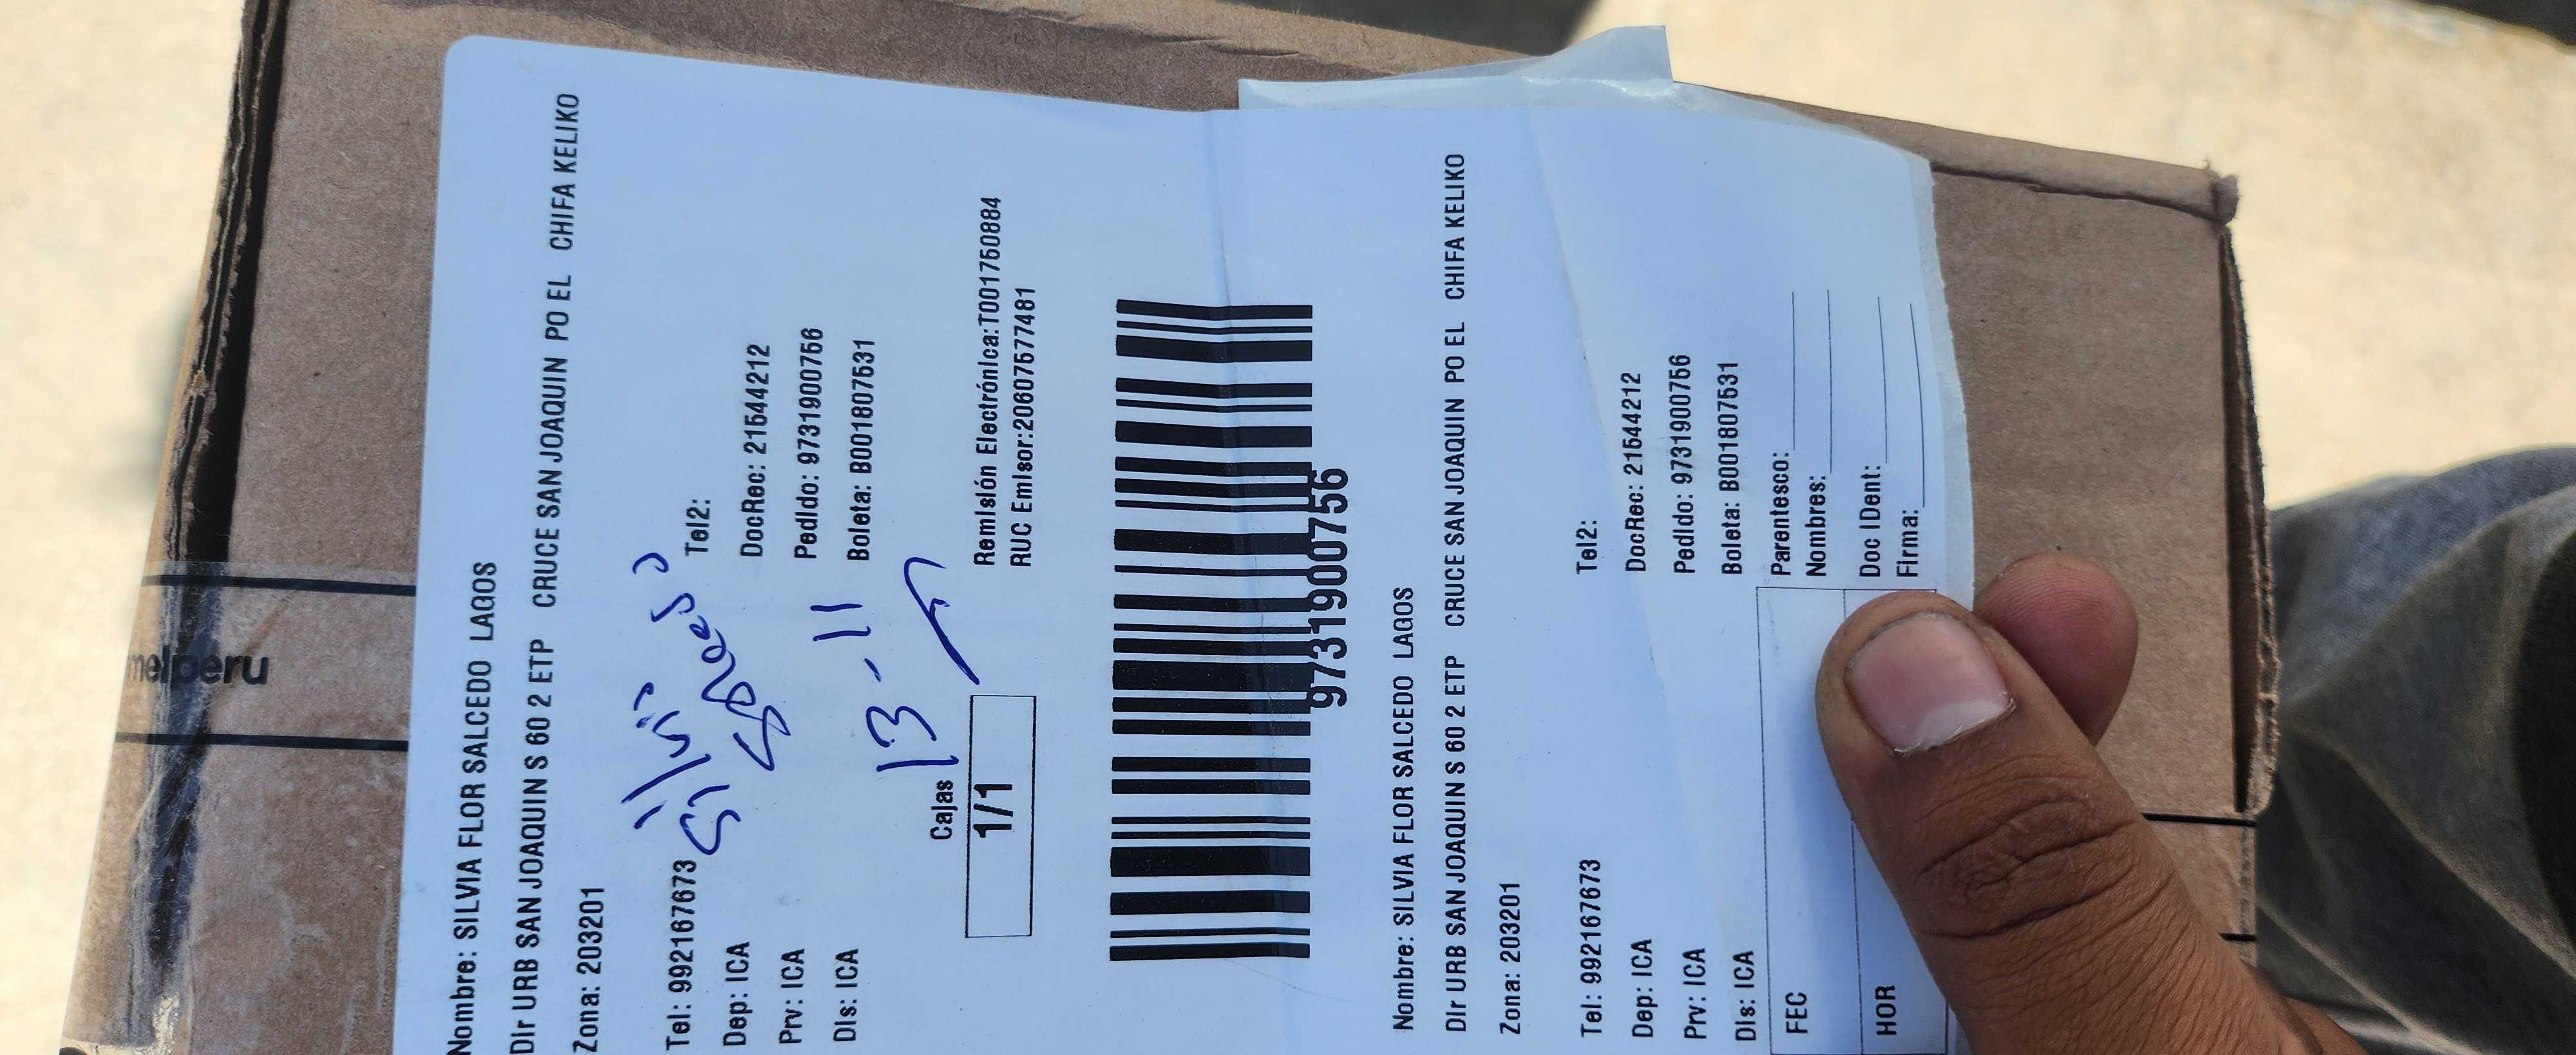 melperu
Nombre: SILVIA FLOR SALCEDO LAGOS
Dir URB SAN JOAQUIN S 60 2 ETP CRUCE SAN JOAQUIN PO EL CHIFA KELIKO
Zona: 203201
Tel: 992167673 Tel2:
Dep: ICA DocRec: 21544212
Prv: ICA Pedido: 9731900756
Dis: ICA Boleta: B001807531
Silvia
13-11
Cajas
1/1
Remisión Electrónica:T001750884
RUC Emisor:20607577481
9731900756
Nombre: SILVIA FLOR SALCEDO LAGOS
Dir URB SAN JOAQUIN S 60 2 ETP CRUCE SAN JOAQUIN PO EL CHIFA KELIKO
Zona: 203201
Tel: 992167673 Tel2:
Dep: ICA DocRec: 21544212
Prv: ICA Pedido: 9731900756
Dis: ICA Boleta: B001807531
FEC Parentesco:
Nombres:
HOR Doc IDent:
Firma: